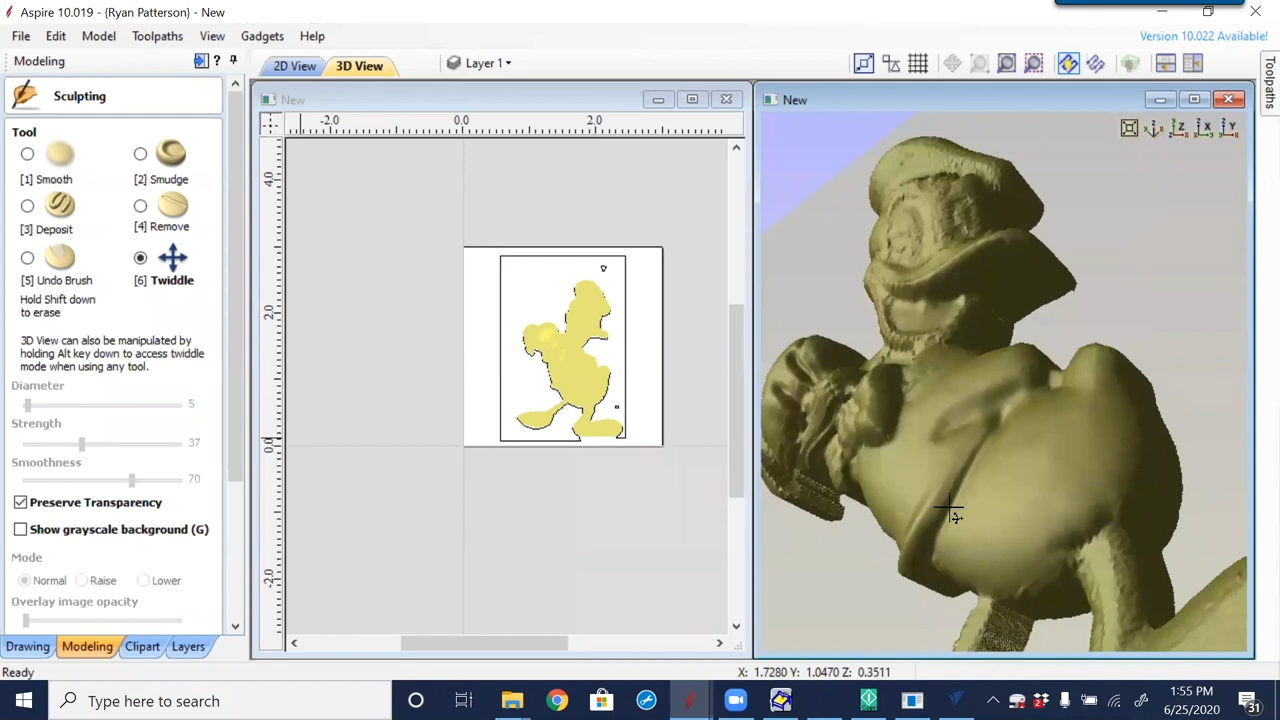 Aspire 10.019 - {Ryan Patterson} - New
File Edit Model Toolpaths View Gadgets Help
Version 10.022 Available!
Modeling
2D View
3D View
Layer 1
Toolpaths
Sculpting
New
New
Tool
[1] Smooth
[2] Smudge
[3] Deposit
[4] Remove
[5] Undo Brush
[6] Twiddle
Hold Shift down
to erase
3D View can also be manipulated by
holding Alt key down to access twiddle
mode when using any tool.
Diameter
5
Strength
37
Smoothness
70
Preserve Transparency
Show grayscale background (G)
Mode
Normal Raise Lower
Overlay image opacity
-2.0 0.0 2.0
4.0
2.0
0.0
-2.0
Z X Y
Drawing Modeling Clipart Layers
Ready
X: 1.7280 Y: 1.0470 Z: 0.3511
Type here to search
1:55 PM
6/25/2020
31